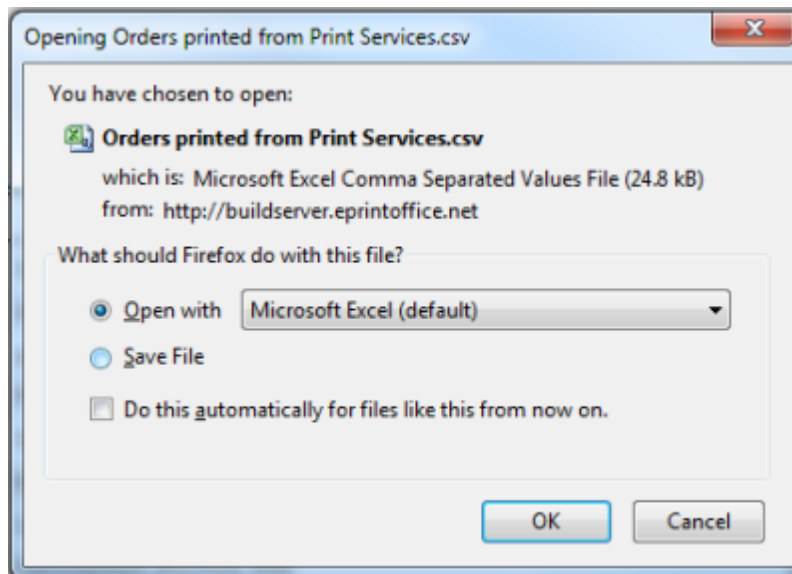 Opening Orders printed from Print Services.csv
You have chosen to open:
Orders printed from Print Services.csv
which is: Microsoft Excel Comma Separated Values File (24.8 kB)
from: http://buildserver.eprintoffice.net
What should Firefox do with this file?
Open with Microsoft Excel (default)
Save File
Do this automatically for files like this from now on.
OK Cancel